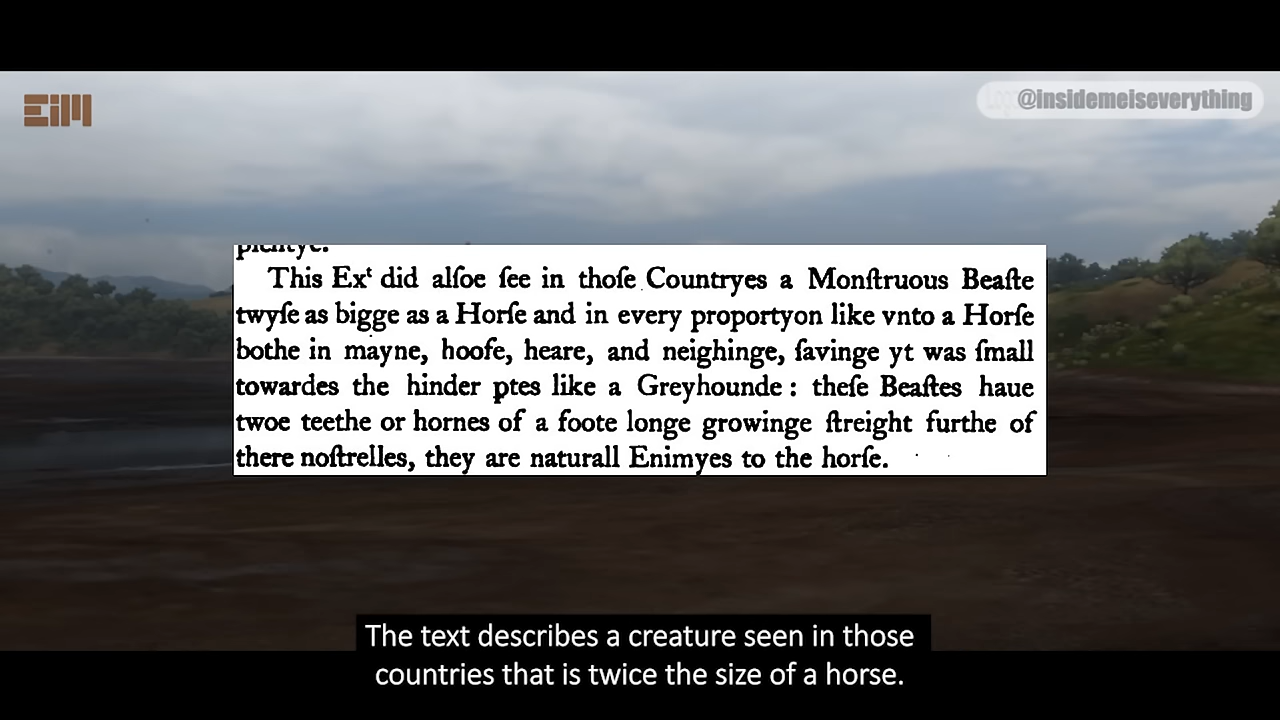 EiM
@insidemeiseverything
plentye.
This Exᵗ did alſoe ſee in thoſe Countryes a Monſtruous Beaſte
twyſe as bigge as a Horſe and in every proportyon like vnto a Horſe
bothe in mayne, hoofe, heare, and neighinge, ſavinge yt was ſmall
towardes the hinder ptes like a Greyhounde : theſe Beaſtes haue
twoe teethe or hornes of a foote longe growinge ſtreight furthe of
there noſtrelles, they are naturall Enimyes to the horſe.
The text describes a creature seen in those
countries that is twice the size of a horse.